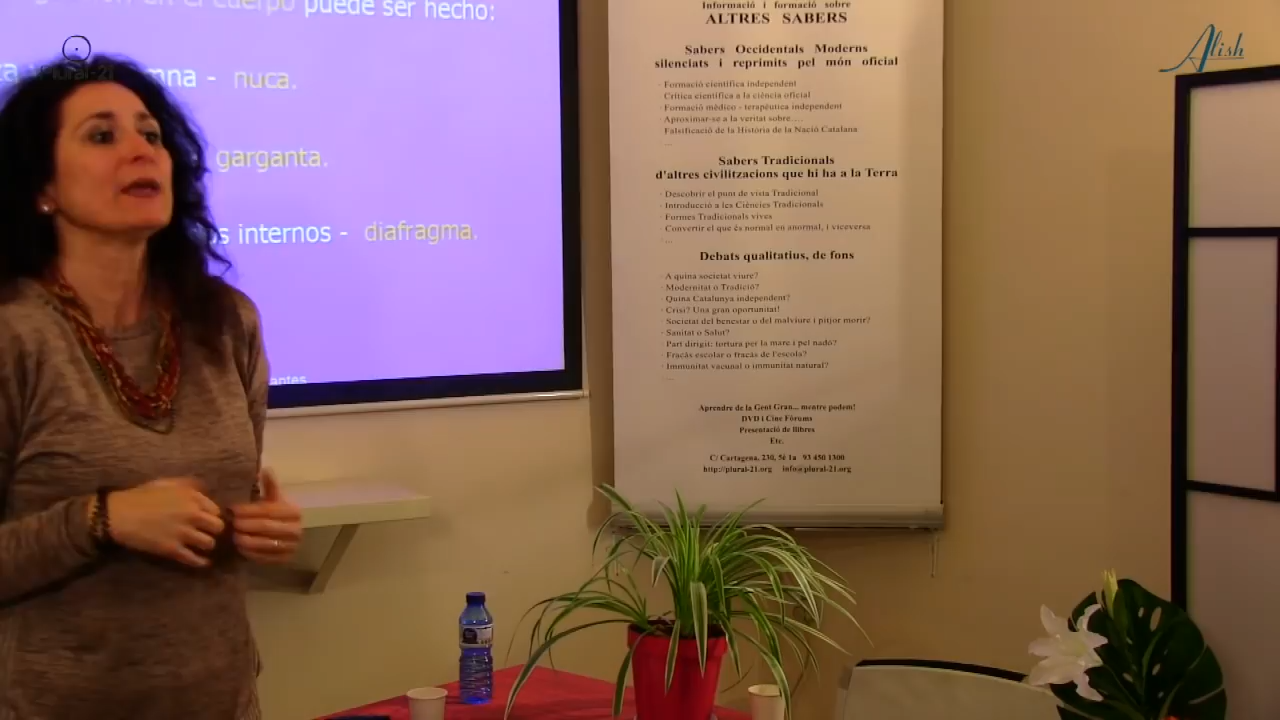 en el cuerpo puede ser hecho:
Plural-21
- nuca.
garganta.
internos - diafragma.
Informació i formació sobre
ALTRES SABERS
Sabers Occidentals Moderns
silenciats i reprimits pel món oficial
· Formació científica independent
· Crítica científica a la ciència oficial
· Formació médico - terapèutica independent
· Aproximar-se a la veritat sobre....
· Falsificació de la Història de la Nació Catalana
...
Sabers Tradicionals
d'altres civilitzacions que hi ha a la Terra
· Descobrir el punt de vista Tradicional
· Introducció a les Ciències Tradicionals
· Formes Tradicionals vives
· Convertir el que és normal en anormal, i viceversa
...
Debats qualitatius, de fons
· A quina societat viure?
· Modernitat o Tradició?
· Quina Catalunya independent?
· Crisi? Una gran oportunitat!
· Societat del benestar o del malviure i pitjor morir?
· Sanitat o Salut?
· Part dirigit: tortura per la mare i pel nadó?
· Fracàs escolar o fracàs de l'escola?
· Immunitat vacunal o immunitat natural?
...
Aprendre de la Gent Gran... mentre podem!
DVD i Cine Fòrums
Presentació de llibres
Etc.
C/ Cartagena, 230, 5è 1a 93 450 1300
http://plural-21.org info@plural-21.org
Alish